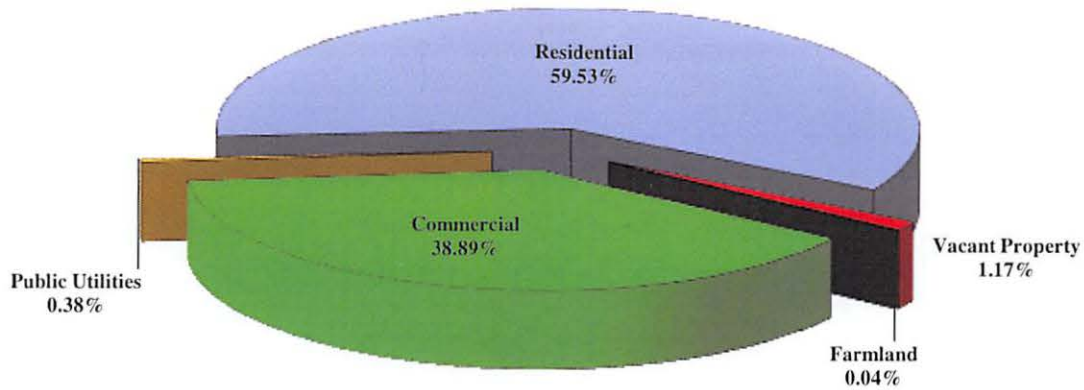 Residential
59.53%
Commercial
38.89%
Public Utilities
0.38%
Vacant Property
1.17%
Farmland
0.04%